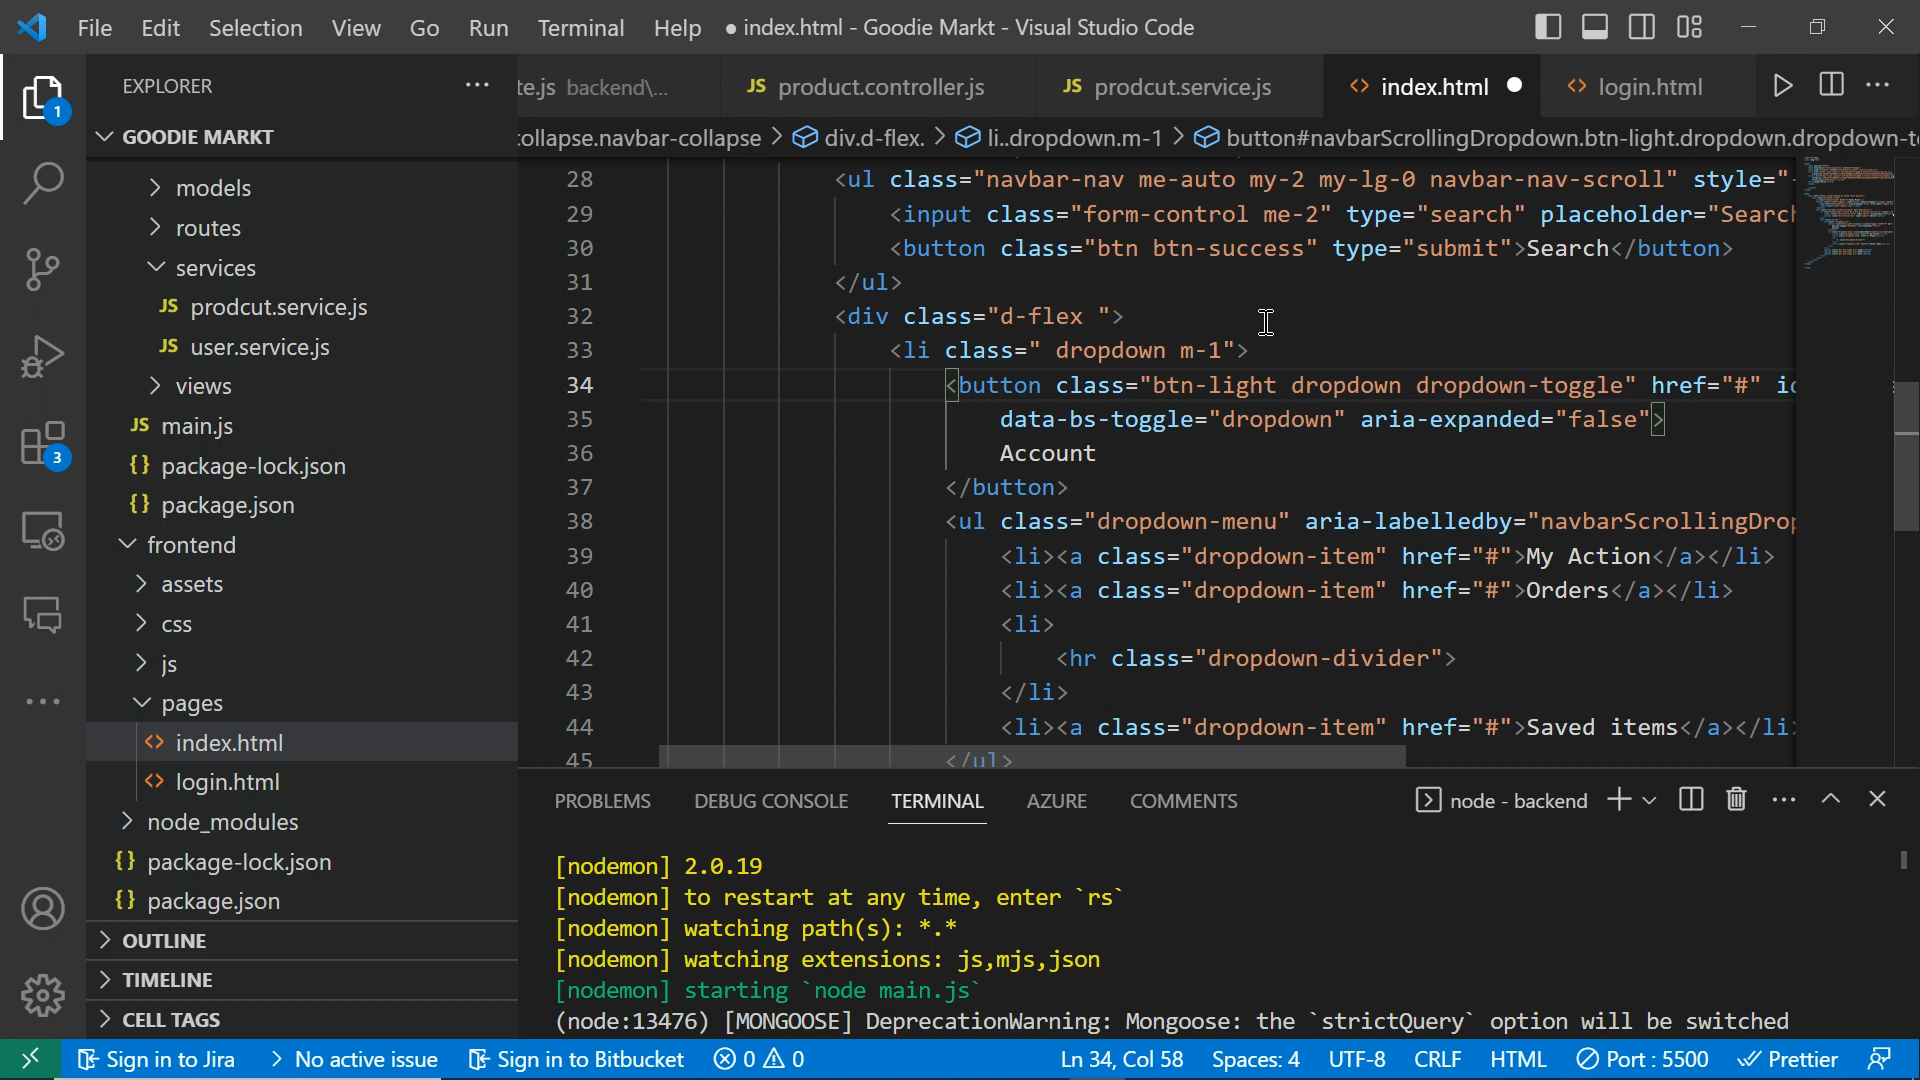 File Edit Selection View Go Run Terminal Help ● index.html - Goodie Markt - Visual Studio Code
EXPLORER ···
te.js backend\...
JS product.controller.js
JS prodcut.service.js
<> index.html ●
<> login.html
GOODIE MARKT
collapse.navbar-collapse > div.d-flex. > li..dropdown.m-1 > button#navbarScrollingDropdown.btn-light.dropdown.dropdown-t
models
routes
services
JS prodcut.service.js
JS user.service.js
views
JS main.js
{} package-lock.json
{} package.json
frontend
assets
css
js
pages
<> index.html
<> login.html
node_modules
{} package-lock.json
{} package.json
OUTLINE
TIMELINE
CELL TAGS
1
3
28 <ul class="navbar-nav me-auto my-2 my-lg-0 navbar-nav-scroll" style="-
29 <input class="form-control me-2" type="search" placeholder="Search
30 <button class="btn btn-success" type="submit">Search</button>
31 </ul>
32 <div class="d-flex ">
33 <li class=" dropdown m-1">
34 <button class="btn-light dropdown dropdown-toggle" href="#" id
35 data-bs-toggle="dropdown" aria-expanded="false">
36 Account
37 </button>
38 <ul class="dropdown-menu" aria-labelledby="navbarScrollingDrop
39 <li><a class="dropdown-item" href="#">My Action</a></li>
40 <li><a class="dropdown-item" href="#">Orders</a></li>
41 <li>
42 <hr class="dropdown-divider">
43 </li>
44 <li><a class="dropdown-item" href="#">Saved items</a></li>
45 </ul>
PROBLEMS DEBUG CONSOLE TERMINAL AZURE COMMENTS node - backend
[nodemon] 2.0.19
[nodemon] to restart at any time, enter `rs`
[nodemon] watching path(s): *.*
[nodemon] watching extensions: js,mjs,json
[nodemon] starting `node main.js`
(node:13476) [MONGOOSE] DeprecationWarning: Mongoose: the `strictQuery` option will be switched
Sign in to Jira > No active issue Sign in to Bitbucket 0 0 Ln 34, Col 58 Spaces: 4 UTF-8 CRLF HTML Port : 5500 Prettier